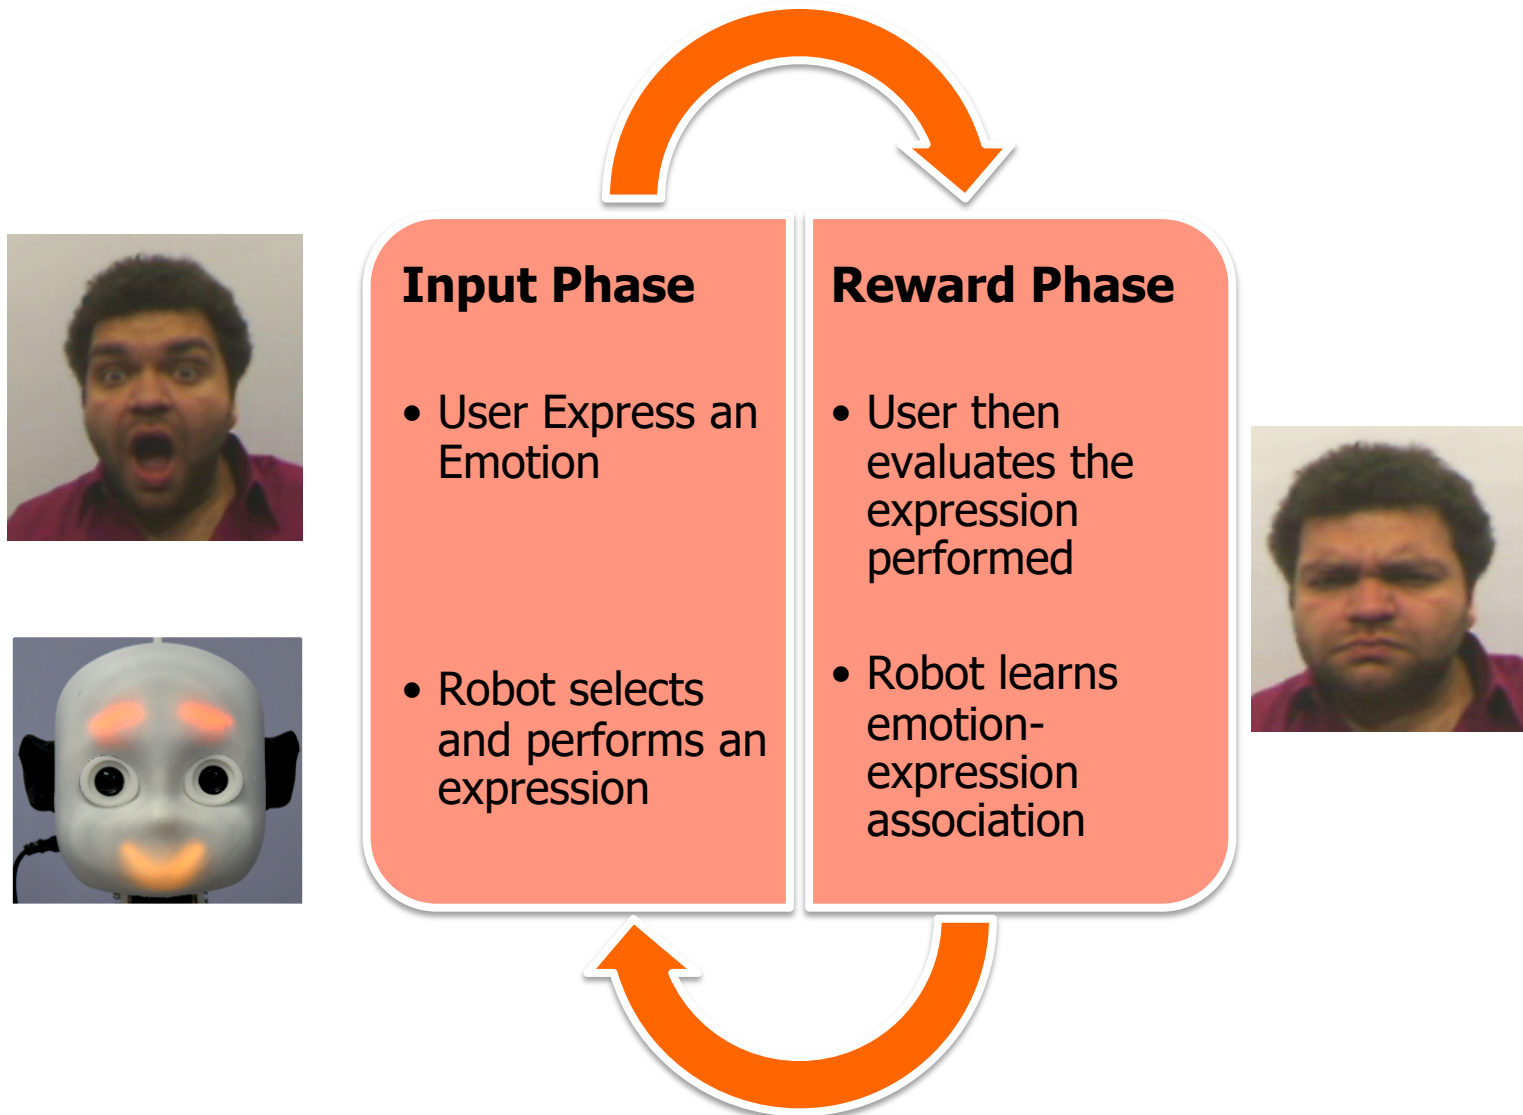 Input Phase
• User Express an
Emotion
• Robot selects
and performs an
expression
Reward Phase
• User then
evaluates the
expression
performed
• Robot learns
emotion-
expression
association